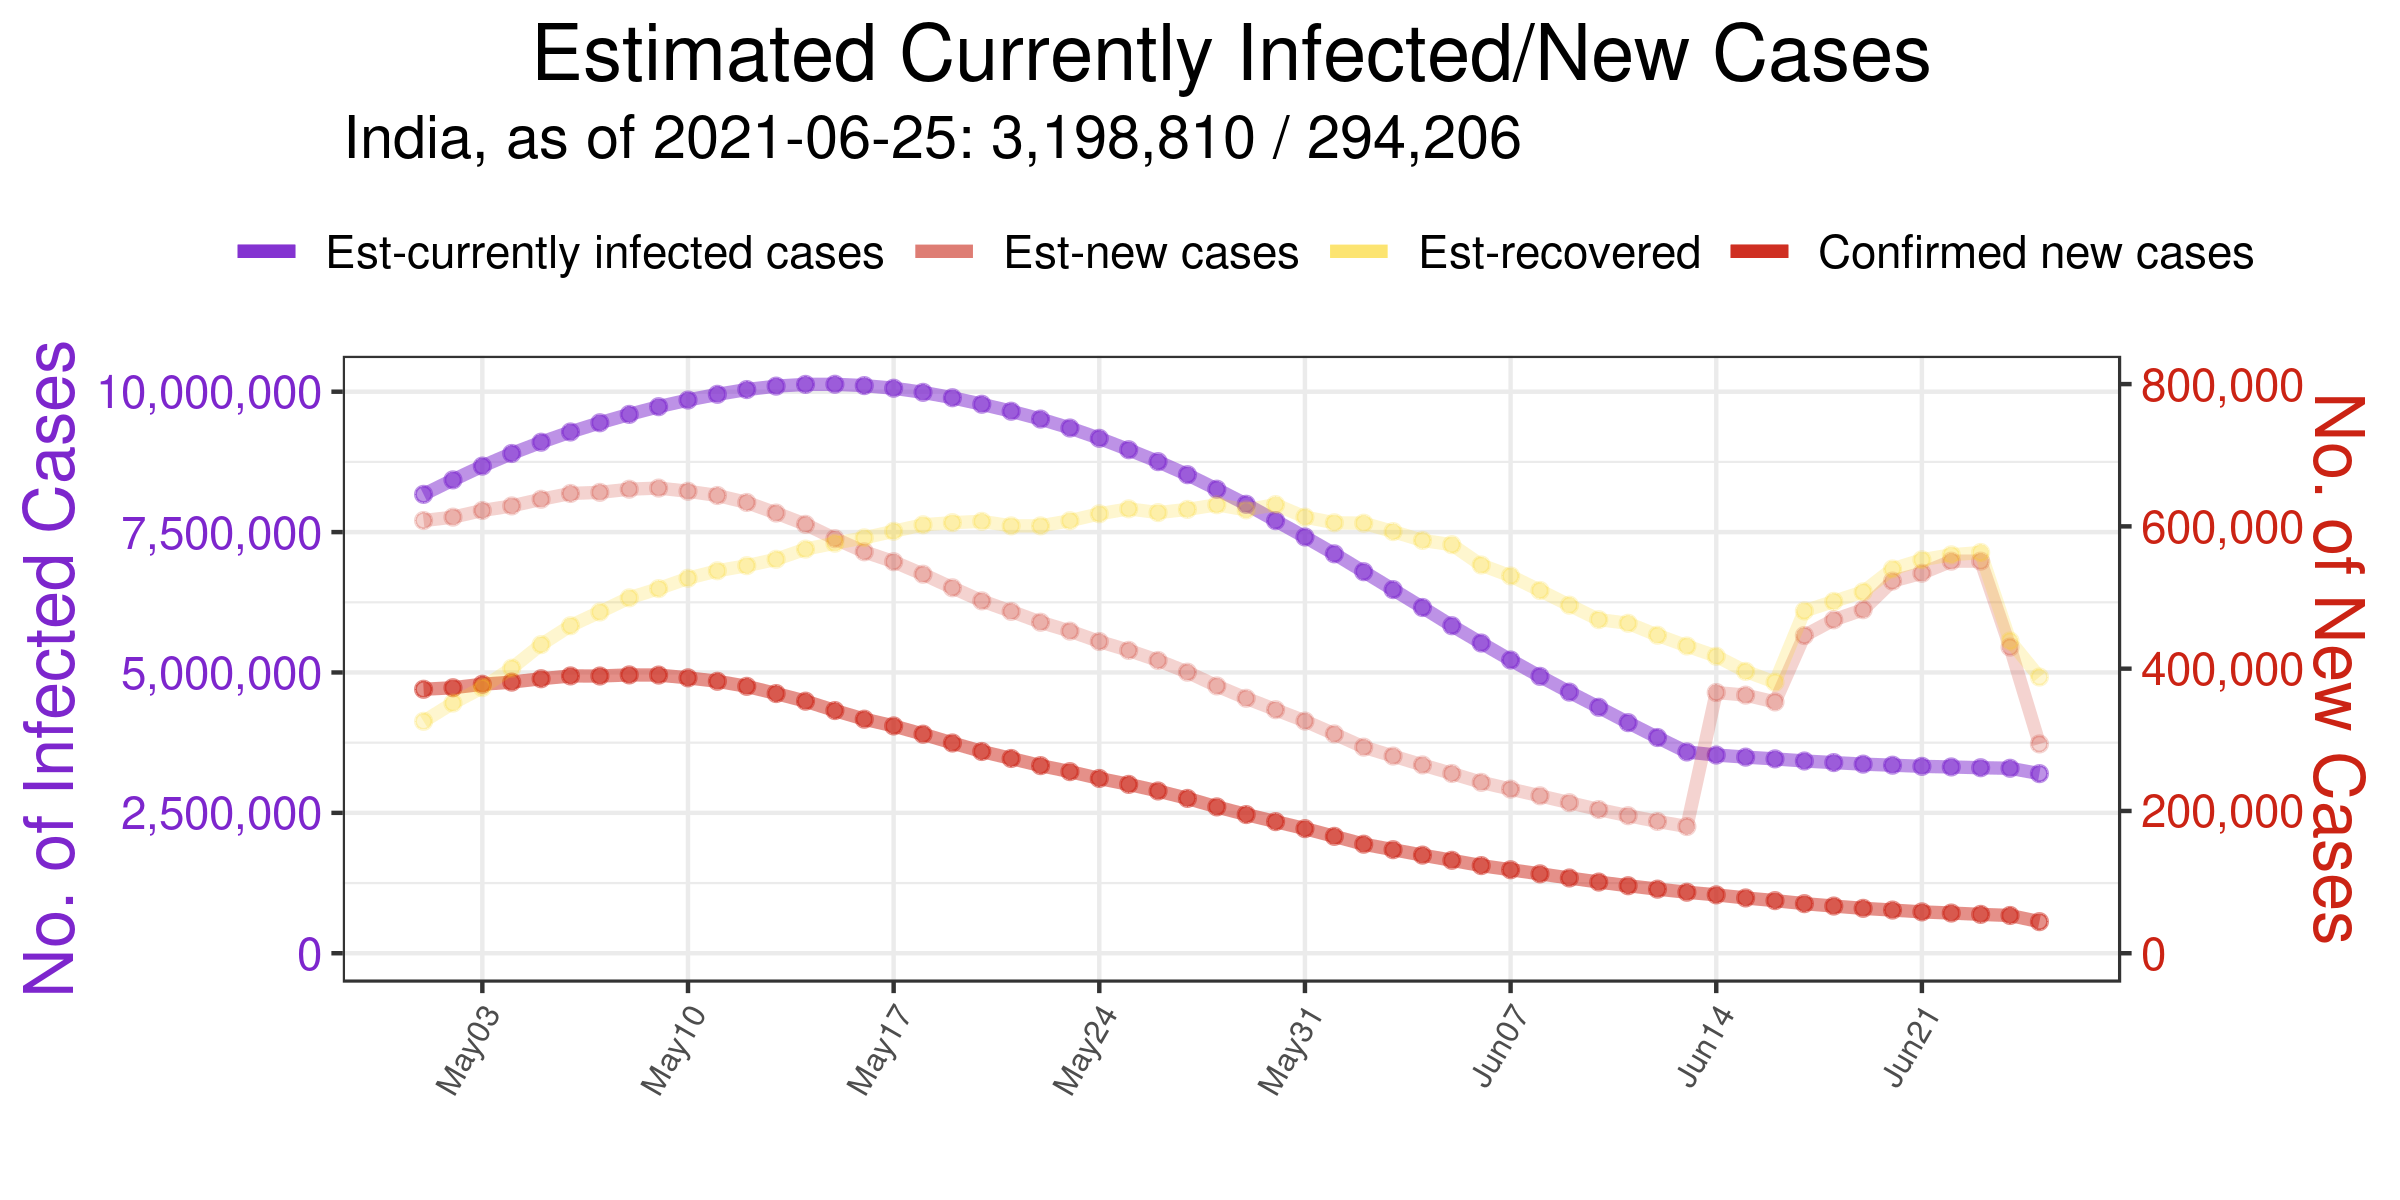 Estimated Currently Infected/New Cases
India, as of 2021-06-25: 3,198,810 / 294,206
Est-currently infected cases Est-new cases Est-recovered Confirmed new cases
No. of Infected Cases
10,000,000
7,500,000
5,000,000
2,500,000
0
800,000
600,000
400,000
200,000
0
No. of New Cases
May03 May10 May17 May24 May31 Jun07 Jun14 Jun21